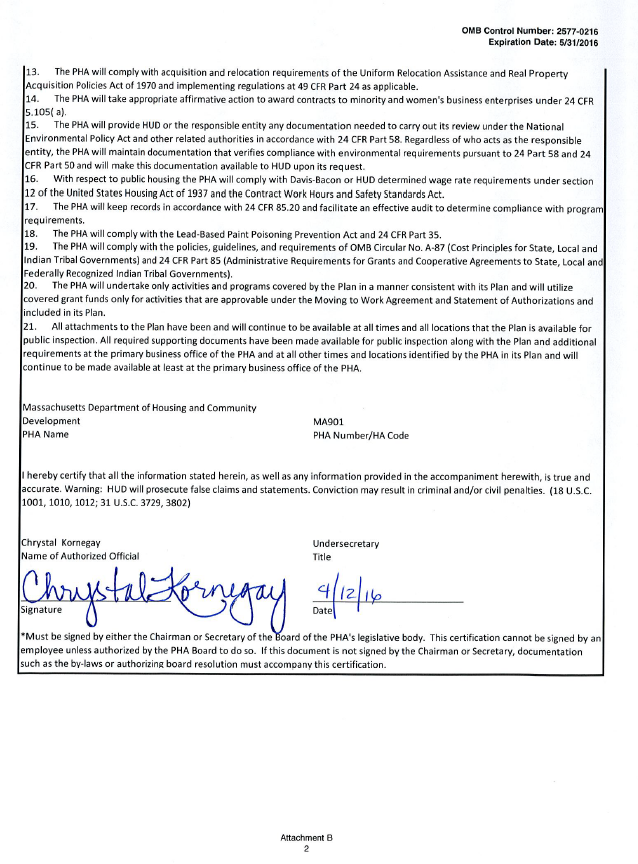 OMB Control Number: 2577-0216
Expiration Date: 5/31/2016
13. The PHA will comply with acquisition and relocation requirements of the Uniform Relocation Assistance and Real Property
Acquisition Policies Act of 1970 and implementing regulations at 49 CFR Part 24 as applicable.
14. The PHA will take appropriate affirmative action to award contracts to minority and women's business enterprises under 24 CFR
5.105( a).
15. The PHA will provide HUD or the responsible entity any documentation needed to carry out its review under the National
Environmental Policy Act and other related authorities in accordance with 24 CFR Part 58. Regardless of who acts as the responsible
entity, the PHA will maintain documentation that verifies compliance with environmental requirements pursuant to 24 Part 58 and 24
CFR Part 50 and will make this documentation available to HUD upon its request.
16. With respect to public housing the PHA will comply with Davis-Bacon or HUD determined wage rate requirements under section
12 of the United States Housing Act of 1937 and the Contract Work Hours and Safety Standards Act.
17. The PHA will keep records in accordance with 24 CFR 85.20 and facilitate an effective audit to determine compliance with program
requirements.
18. The PHA will comply with the Lead-Based Paint Poisoning Prevention Act and 24 CFR Part 35.
19. The PHA will comply with the policies, guidelines, and requirements of OMB Circular No. A-87 (Cost Principles for State, Local and
Indian Tribal Governments) and 24 CFR Part 85 (Administrative Requirements for Grants and Cooperative Agreements to State, Local and
Federally Recognized Indian Tribal Governments).
20. The PHA will undertake only activities and programs covered by the Plan in a manner consistent with its Plan and will utilize
covered grant funds only for activities that are approvable under the Moving to Work Agreement and Statement of Authorizations and
included in its Plan.
21. All attachments to the Plan have been and will continue to be available at all times and all locations that the Plan is available for
public inspection. All required supporting documents have been made available for public inspection along with the Plan and additional
requirements at the primary business office of the PHA and at all other times and locations identified by the PHA in its Plan and will
continue to be made available at least at the primary business office of the PHA.
Massachusetts Department of Housing and Community
Development MA901
PHA Name PHA Number/HA Code
I hereby certify that all the information stated herein, as well as any information provided in the accompaniment herewith, is true and
accurate. Warning: HUD will prosecute false claims and statements. Conviction may result in criminal and/or civil penalties. (18 U.S.C.
1001, 1010, 1012; 31 U.S.C. 3729, 3802)
Chrystal Kornegay Undersecretary
Name of Authorized Official Title
Chrystal Kornegay 4/12/16
Signature Date
*Must be signed by either the Chairman or Secretary of the Board of the PHA's legislative body. This certification cannot be signed by an
employee unless authorized by the PHA Board to do so. If this document is not signed by the Chairman or Secretary, documentation
such as the by-laws or authorizing board resolution must accompany this certification.
Attachment B
2